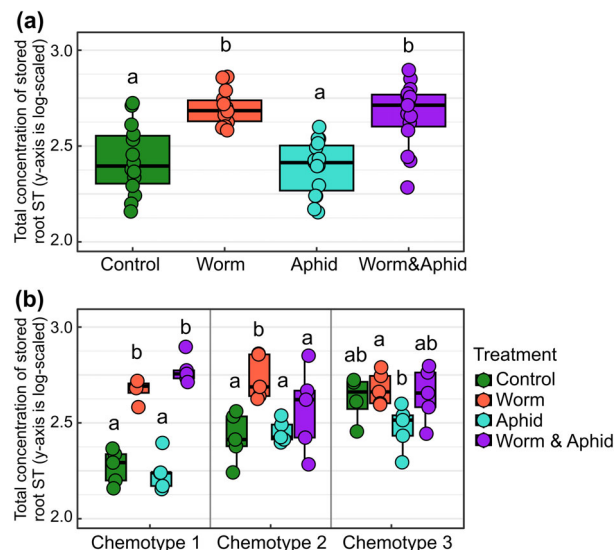 (a)
Total concentration of stored
root ST (y-axis is log-scaled)
3.0
2.5
2.0
a
b
a
b
Control
Worm
Aphid
Worm&Aphid
(b)
Total concentration of stored
root ST (y-axis is log-scaled)
3.0
2.5
2.0
a
b
a
b
a
b
a
a
ab
a
b
ab
Chemotype 1
Chemotype 2
Chemotype 3
Treatment
Control
Worm
Aphid
Worm & Aphid